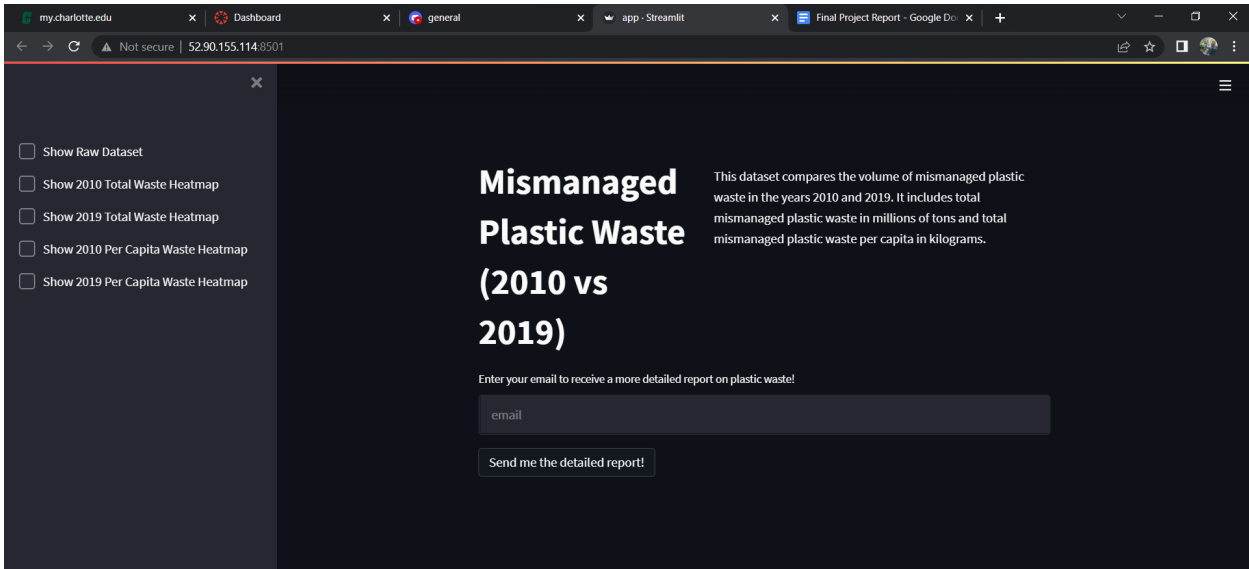 my.charlotte.edu
Dashboard
general
app · Streamlit
Final Project Report - Google Do
Not secure | 52.90.155.114:8501
Show Raw Dataset
Show 2010 Total Waste Heatmap
Show 2019 Total Waste Heatmap
Show 2010 Per Capita Waste Heatmap
Show 2019 Per Capita Waste Heatmap
Mismanaged
Plastic Waste
(2010 vs
2019)
This dataset compares the volume of mismanaged plastic
waste in the years 2010 and 2019. It includes total
mismanaged plastic waste in millions of tons and total
mismanaged plastic waste per capita in kilograms.
Enter your email to receive a more detailed report on plastic waste!
email
Send me the detailed report!